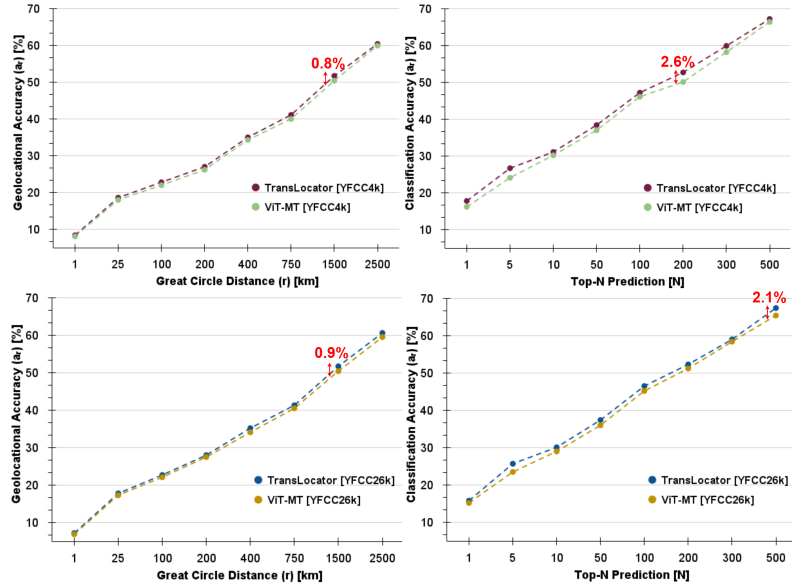 Geolocational Accuracy (aᵣ) [%]
70
60
50
40
30
20
10
0.8%
TransLocator [YFCC4k]
ViT-MT [YFCC4k]
1 25 100 200 400 750 1500 2500
Great Circle Distance (r) [km]
Classification Accuracy (aᵣ) [%]
70
60
50
40
30
20
10
2.6%
TransLocator [YFCC4k]
ViT-MT [YFCC4k]
1 5 10 50 100 200 300 500
Top-N Prediction [N]
Geolocational Accuracy (aᵣ) [%]
70
60
50
40
30
20
10
0.9%
TransLocator [YFCC26k]
ViT-MT [YFCC26k]
1 25 100 200 400 750 1500 2500
Great Circle Distance (r) [km]
Classification Accuracy (aᵣ) [%]
70
60
50
40
30
20
10
2.1%
TransLocator [YFCC26k]
ViT-MT [YFCC26k]
1 5 10 50 100 200 300 500
Top-N Prediction [N]